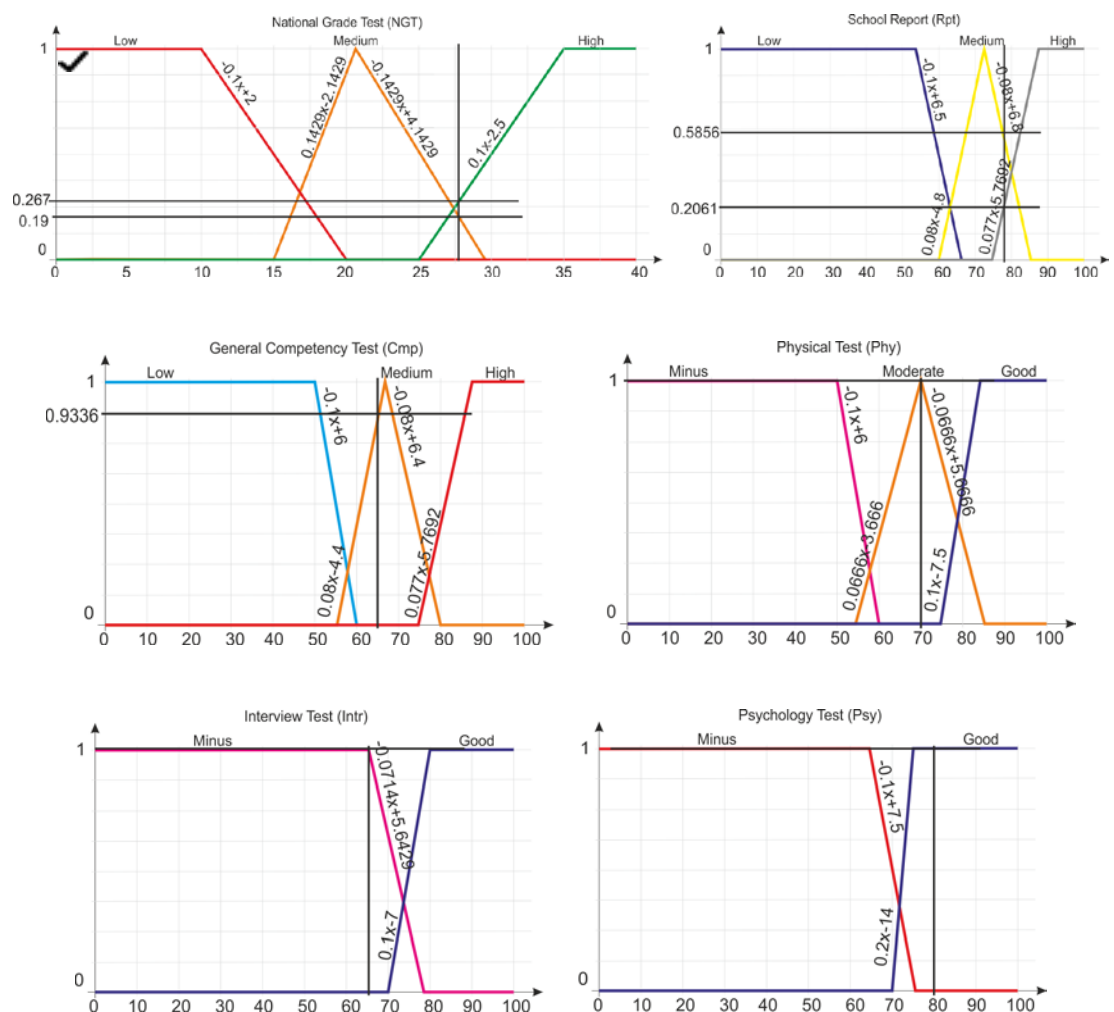 National Grade Test (NGT)
Low Medium High
1
-0.1x+2
0.1429x-2.1429
-0.1429x+4.1429
0.1x-2.5
0.267
0.19
0
0 5 10 15 20 25 30 35 40
School Report (Rpt)
Low Medium High
1
-0.1x+6.5
-0.08x+6.8
0.5856
0.2061
0.08x-4.8
0.077x-5.7692
0
0 10 20 30 40 50 60 70 80 90 100
General Competency Test (Cmp)
Low Medium High
1
0.9336
-0.1x+6
-0.08x+6.4
0.08x-4.4
0.077x-5.7692
0
0 10 20 30 40 50 60 70 80 90 100
Physical Test (Phy)
Minus Moderate Good
1
-0.1x+6
-0.0666x+5.6666
0.0666x-3.666
0.1x-7.5
0
0 10 20 30 40 50 60 70 80 90 100
Interview Test (Intr)
Minus Good
1
-0.0714x+5.6429
0.1x-7
0
0 10 20 30 40 50 60 70 80 90 100
Psychology Test (Psy)
Minus Good
1
-0.1x+7.5
0.2x-14
0
0 10 20 30 40 50 60 70 80 90 100